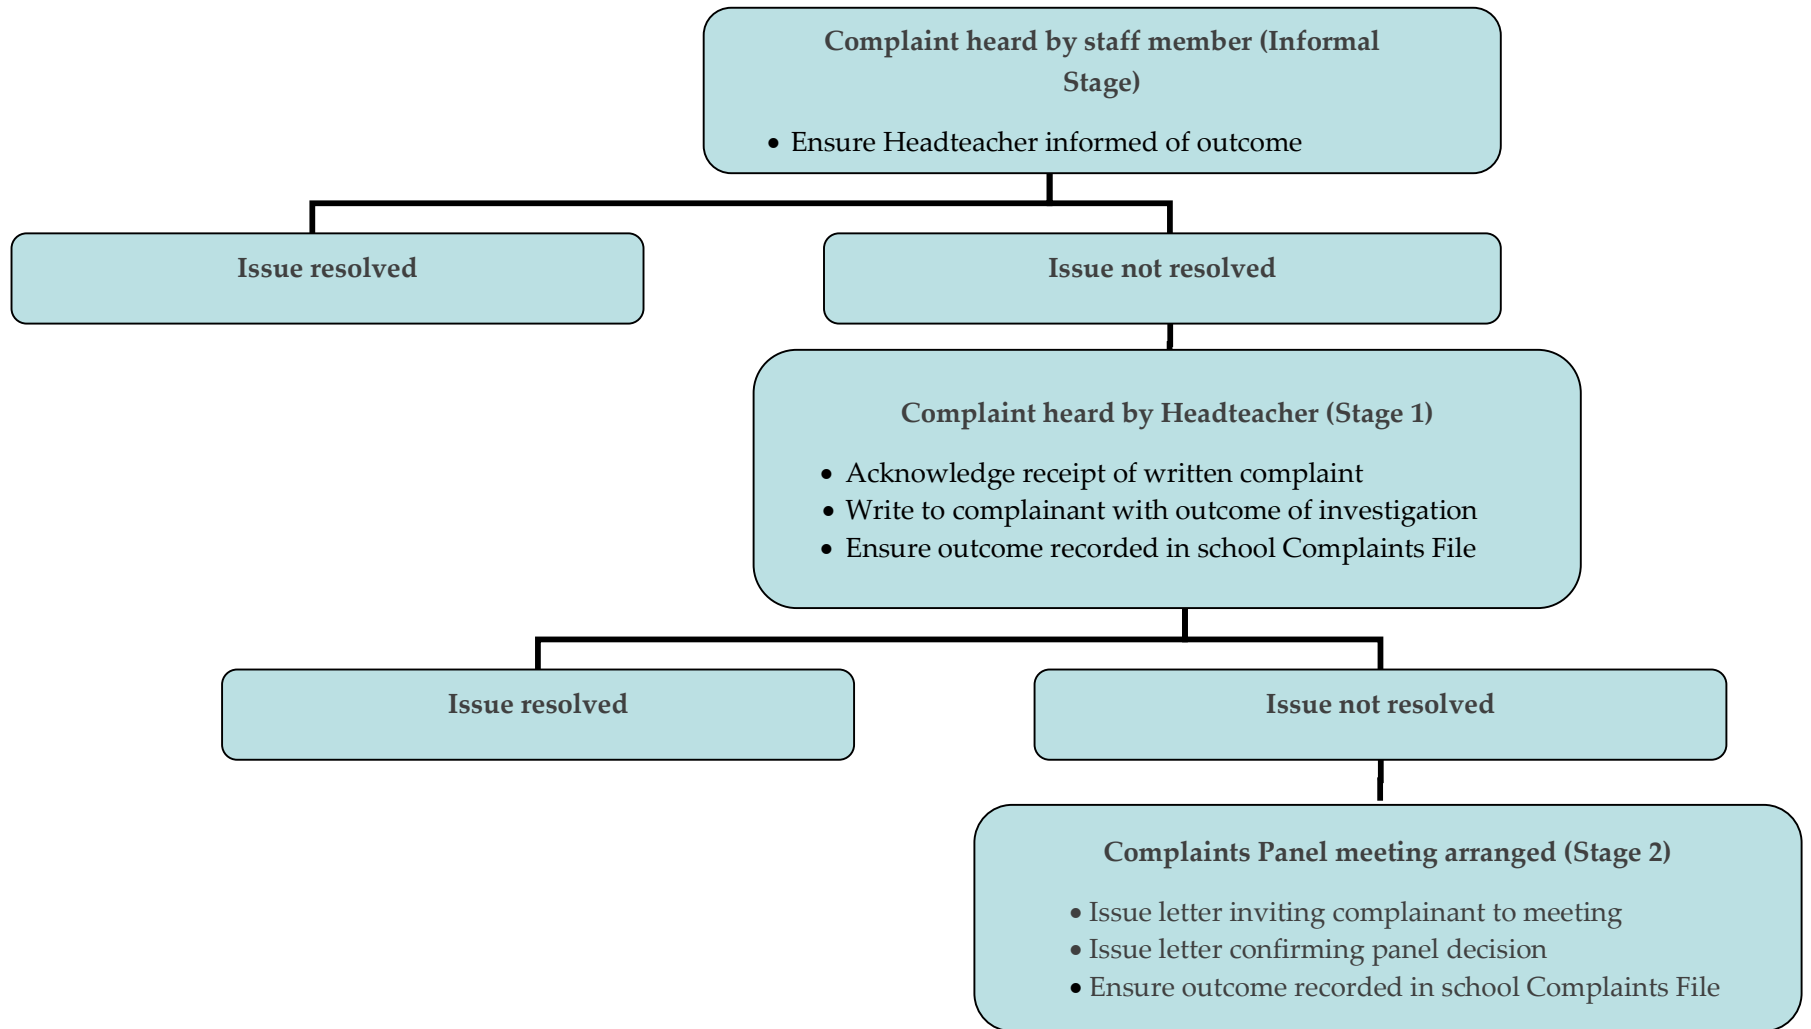 Complaint heard by staff member (Informal
Stage)
• Ensure Headteacher informed of outcome
Issue resolved
Issue not resolved
Complaint heard by Headteacher (Stage 1)
• Acknowledge receipt of written complaint
• Write to complainant with outcome of investigation
• Ensure outcome recorded in school Complaints File
Issue resolved
Issue not resolved
Complaints Panel meeting arranged (Stage 2)
• Issue letter inviting complainant to meeting
• Issue letter confirming panel decision
• Ensure outcome recorded in school Complaints File